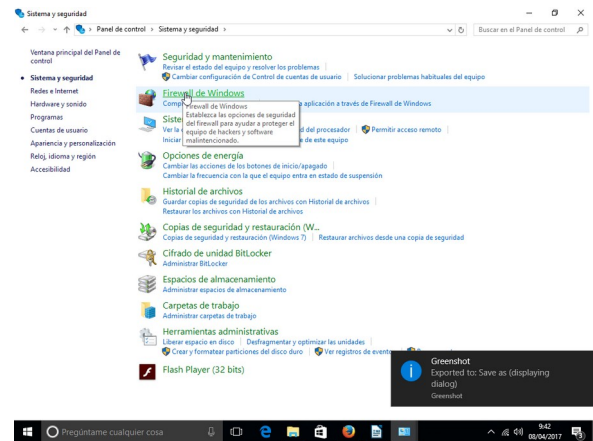 Sistema y seguridad
Panel de control > Sistema y seguridad >
Buscar en el Panel de control
Ventana principal del Panel de
control
Sistema y seguridad
Redes e Internet
Hardware y sonido
Programas
Cuentas de usuario
Apariencia y personalización
Reloj, idioma y región
Accesibilidad
Seguridad y mantenimiento
Revisar el estado del equipo y resolver los problemas
Cambiar configuración de Control de cuentas de usuario
Solucionar problemas habituales del equipo
Firewall de Windows
Comp
a aplicación a través de Firewall de Windows
Firewall de Windows
Establezca las opciones de seguridad
del firewall para ayudar a proteger el
equipo de hackers y software
malintencionado.
Siste
Ver la
d del procesador
Permitir acceso remoto
Iniciar
e de este equipo
Opciones de energía
Cambiar las acciones de los botones de inicio/apagado
Cambiar la frecuencia con la que el equipo entra en estado de suspensión
Historial de archivos
Guardar copias de seguridad de los archivos con Historial de archivos
Restaurar los archivos con Historial de archivos
Copias de seguridad y restauración (W...
Copias de seguridad y restauración (Windows 7)
Restaurar archivos desde una copia de seguridad
Cifrado de unidad BitLocker
Administrar BitLocker
Espacios de almacenamiento
Administrar espacios de almacenamiento
Carpetas de trabajo
Administrar carpetas de trabajo
Herramientas administrativas
Liberar espacio en disco
Desfragmentar y optimizar las unidades
Crear y formatear particiones del disco duro
Ver registros de evento
Flash Player (32 bits)
Greenshot
Exported to: Save as (displaying
dialog)
Greenshot
Pregúntame cualquier cosa
9:42
08/04/2017
3